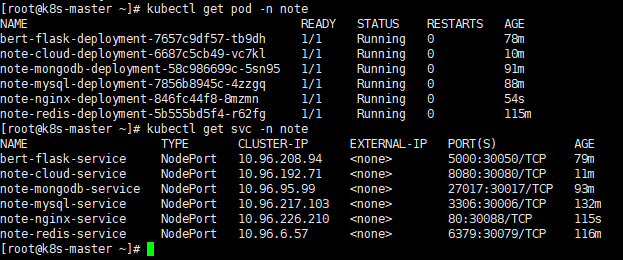 [root@k8s-master ~]# kubectl get pod -n note
NAME READY STATUS RESTARTS AGE
bert-flask-deployment-7657c9df57-tb9dh 1/1 Running 0 78m
note-cloud-deployment-6687c5cb49-vc7kl 1/1 Running 0 10m
note-mongodb-deployment-58c986699c-5sn95 1/1 Running 0 91m
note-mysql-deployment-7856b8945c-4zzgq 1/1 Running 0 88m
note-nginx-deployment-846fc44f8-8mzmn 1/1 Running 0 54s
note-redis-deployment-5b555bd5f4-r62fg 1/1 Running 0 115m
[root@k8s-master ~]# kubectl get svc -n note
NAME TYPE CLUSTER-IP EXTERNAL-IP PORT(S) AGE
bert-flask-service NodePort 10.96.208.94 <none> 5000:30050/TCP 79m
note-cloud-service NodePort 10.96.192.71 <none> 8080:30080/TCP 11m
note-mongodb-service NodePort 10.96.95.99 <none> 27017:30017/TCP 93m
note-mysql-service NodePort 10.96.217.103 <none> 3306:30006/TCP 132m
note-nginx-service NodePort 10.96.226.210 <none> 80:30088/TCP 115s
note-redis-service NodePort 10.96.6.57 <none> 6379:30079/TCP 116m
[root@k8s-master ~]#